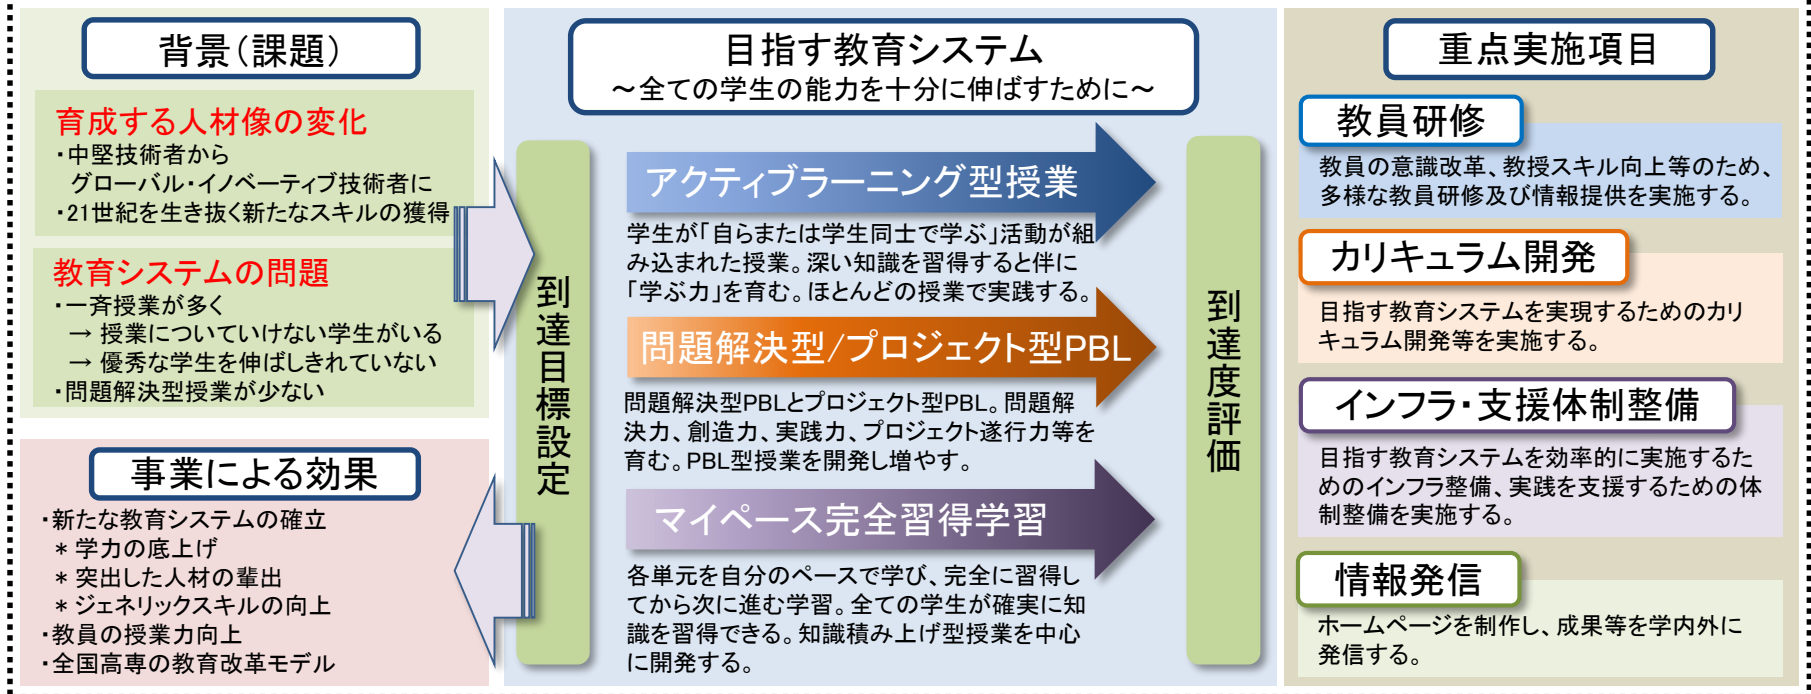 背景（課題）
育成する人材像の変化
・中堅技術者から
グローバル・イノベーティブ技術者に
・21世紀を生き抜く新たなスキルの獲得
教育システムの問題
・一斉授業が多く
→ 授業についていけない学生がいる
→ 優秀な学生を伸ばしきれていない
・問題解決型授業が少ない
事業による効果
・新たな教育システムの確立
* 学力の底上げ
* 突出した人材の輩出
* ジェネリックスキルの向上
・教員の授業力向上
・全国高専の教育改革モデル
目指す教育システム
～全ての学生の能力を十分に伸ばすために～
到達目標設定
アクティブラーニング型授業
学生が「自らまたは学生同士で学ぶ」活動が組
み込まれた授業。深い知識を習得すると伴に
「学ぶ力」を育む。ほとんどの授業で実践する。
問題解決型/プロジェクト型PBL
問題解決型PBLとプロジェクト型PBL。問題解
決力、創造力、実践力、プロジェクト遂行力等を
育む。PBL型授業を開発し増やす。
マイペース完全習得学習
各単元を自分のペースで学び、完全に習得し
てから次に進む学習。全ての学生が確実に知
識を習得できる。知識積み上げ型授業を中心
に開発する。
到達度評価
重点実施項目
教員研修
教員の意識改革、教授スキル向上等のため、
多様な教員研修及び情報提供を実施する。
カリキュラム開発
目指す教育システムを実現するためのカリ
キュラム開発等を実施する。
インフラ・支援体制整備
目指す教育システムを効率的に実施するた
めのインフラ整備、実践を支援するための体
制整備を実施する。
情報発信
ホームページを制作し、成果等を学内外に
発信する。